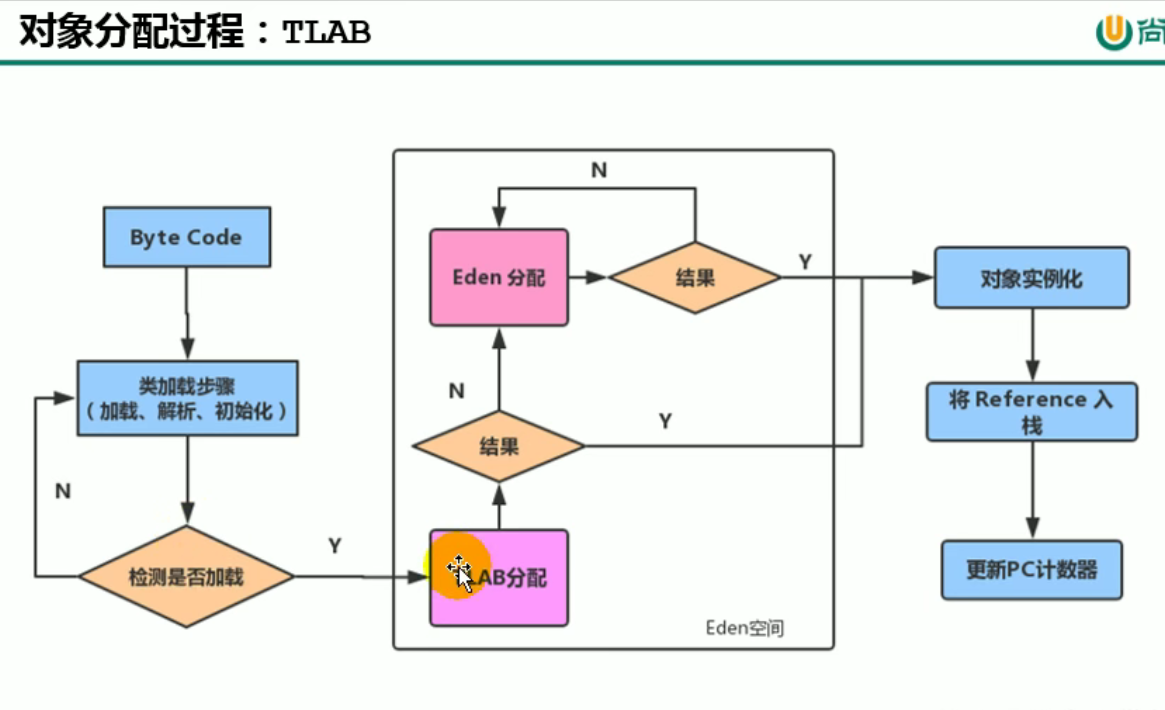 对象分配过程：TLAB
尚
N
Byte Code
Eden 分配
结果
Y
对象实例化
类加载步骤
（加载、解析、初始化）
N
结果
Y
将 Reference 入
栈
N
检测是否加载
Y
LAB分配
更新PC计数器
Eden空间